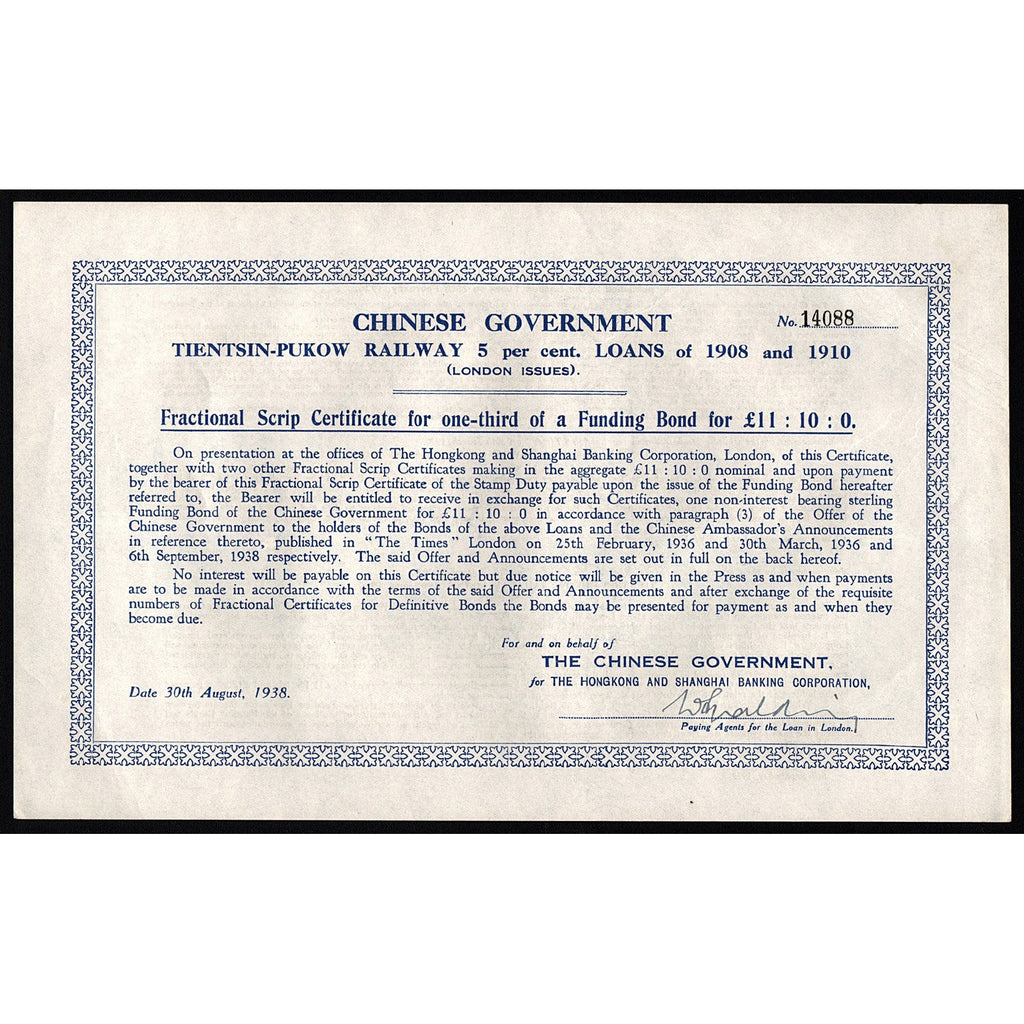 CHINESE GOVERNMENT
No. 14088
TIENTSIN-PUKOW RAILWAY 5 per cent. LOANS of 1908 and 1910
(LONDON ISSUES).
Fractional Scrip Certificate for one-third of a Funding Bond for £11 : 10 : 0.
On presentation at the offices of The Hongkong and Shanghai Banking Corporation, London, of this Certificate,
together with two other Fractional Scrip Certificates making in the aggregate £11 : 10 : 0 nominal and upon payment
by the bearer of this Fractional Scrip Certificate of the Stamp Duty payable upon the issue of the Funding Bond hereafter
referred to, the Bearer will be entitled to receive in exchange for such Certificates, one non-interest bearing sterling
Funding Bond of the Chinese Government for £11 : 10 : 0 in accordance with paragraph (3) of the Offer of the
Chinese Government to the holders of the Bonds of the above Loans and the Chinese Ambassador's Announcements
in reference thereto, published in "The Times" London on 25th February, 1936 and 30th March, 1936 and
6th September, 1938 respectively. The said Offer and Announcements are set out in full on the back hereof.
No interest will be payable on this Certificate but due notice will be given in the Press as and when payments
are to be made in accordance with the terms of the said Offer and Announcements and after exchange of the requisite
numbers of Fractional Certificates for Definitive Bonds the Bonds may be presented for payment as and when they
become due.
For and on behalf of
THE CHINESE GOVERNMENT,
for THE HONGKONG AND SHANGHAI BANKING CORPORATION,
Date 30th August, 1938.
Paying Agents for the Loan in London.